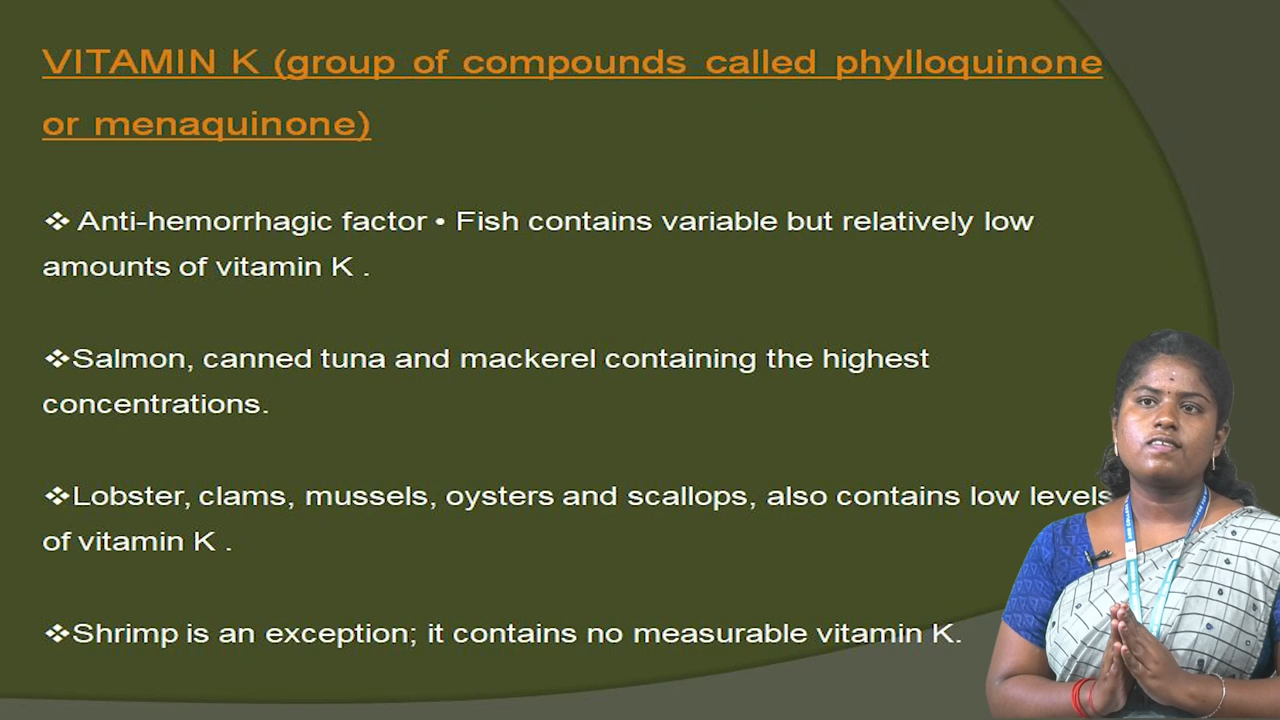 VITAMIN K (group of compounds called phylloquinone
or menaquinone)
❖ Anti-hemorrhagic factor • Fish contains variable but relatively low
amounts of vitamin K .
❖Salmon, canned tuna and mackerel containing the highest
concentrations.
❖Lobster, clams, mussels, oysters and scallops, also contains low levels
of vitamin K .
❖Shrimp is an exception; it contains no measurable vitamin K.